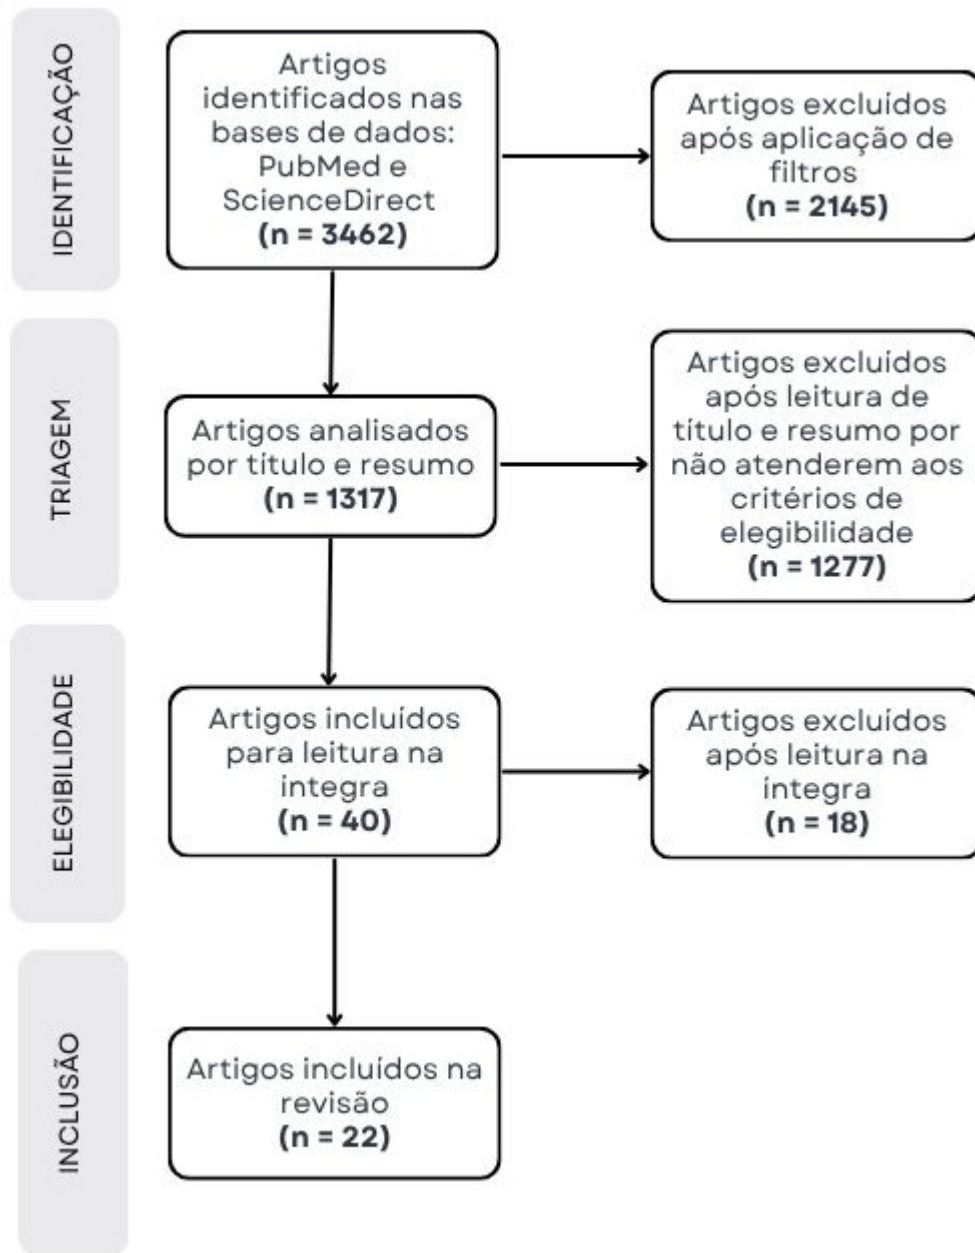 IDENTIFICAÇÃO
Artigos
identificados nas
bases de dados:
PubMed e
ScienceDirect
(n = 3462)
Artigos excluídos
após aplicação de
filtros
(n = 2145)
TRIAGEM
Artigos analisados
por título e resumo
(n = 1317)
Artigos excluídos
após leitura de
título e resumo por
não atenderem aos
critérios de
elegibilidade
(n = 1277)
ELEGIBILIDADE
Artigos incluídos
para leitura na
integra
(n = 40)
Artigos excluídos
após leitura na
íntegra
(n = 18)
INCLUSÃO
Artigos incluídos na
revisão
(n = 22)